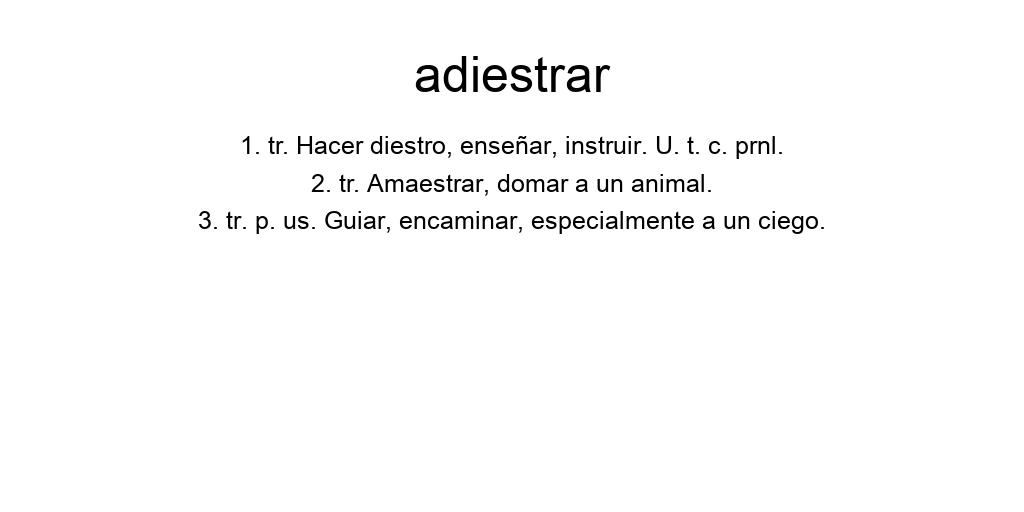 adiestrar
1. tr. Hacer diestro, enseñar, instruir. U. t. c. prnl.
2. tr. Amaestrar, domar a un animal.
3. tr. p. us. Guiar, encaminar, especialmente a un ciego.